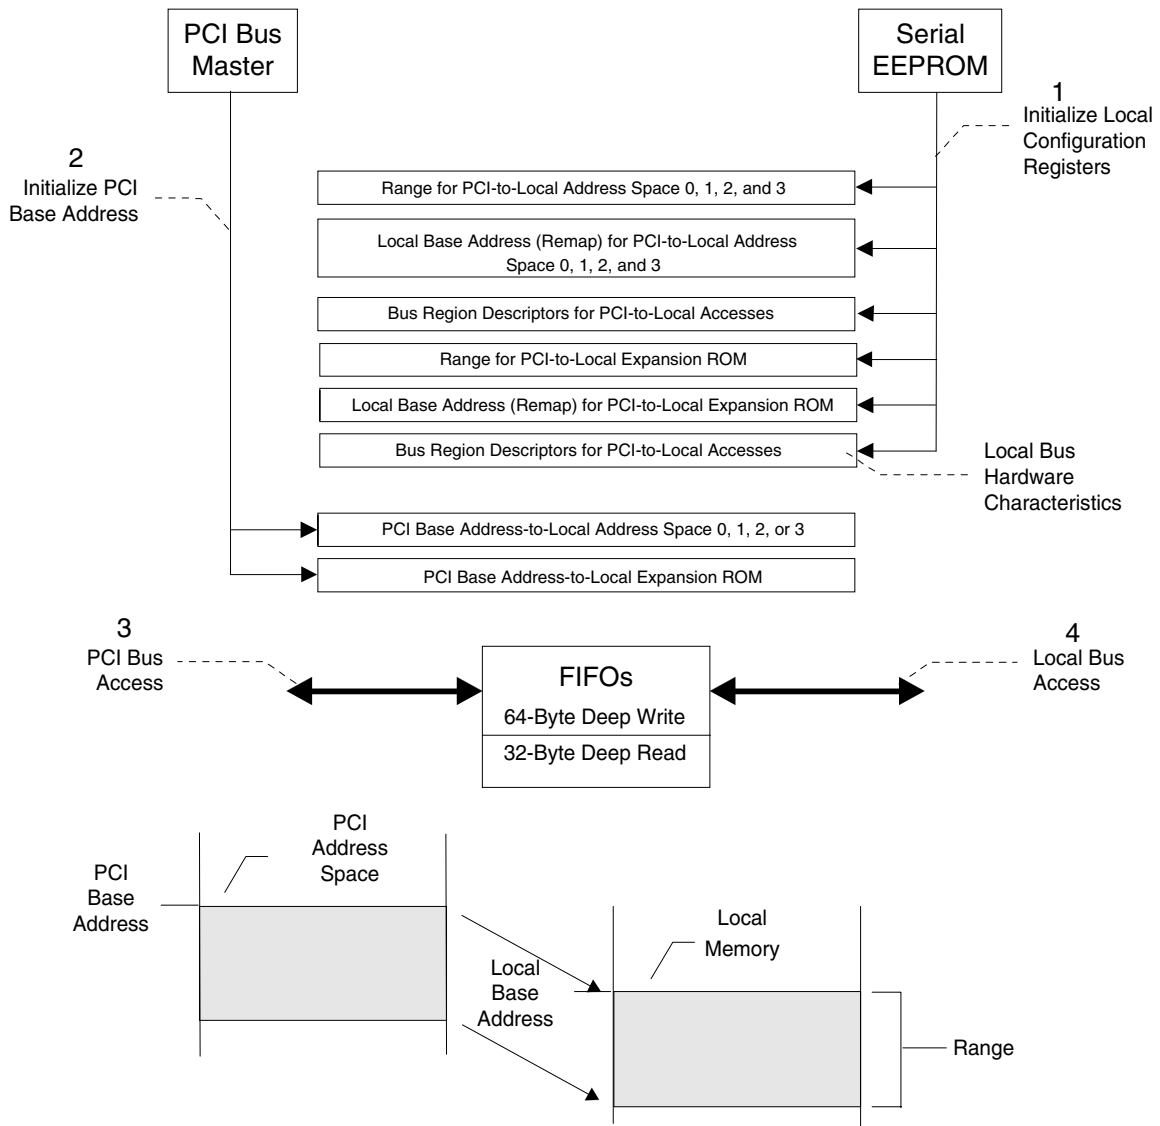 PCI Bus
Master
Serial
EEPROM
1
Initialize Local
Configuration
Registers
2
Initialize PCI
Base Address
Range for PCI-to-Local Address Space 0, 1, 2, and 3
Local Base Address (Remap) for PCI-to-Local Address
Space 0, 1, 2, and 3
Bus Region Descriptors for PCI-to-Local Accesses
Range for PCI-to-Local Expansion ROM
Local Base Address (Remap) for PCI-to-Local Expansion ROM
Bus Region Descriptors for PCI-to-Local Accesses
Local Bus
Hardware
Characteristics
PCI Base Address-to-Local Address Space 0, 1, 2, or 3
PCI Base Address-to-Local Expansion ROM
3
PCI Bus
Access
FIFOs
64-Byte Deep Write
32-Byte Deep Read
4
Local Bus
Access
PCI
Address
Space
PCI
Base
Address
Local
Memory
Local
Base
Address
Range